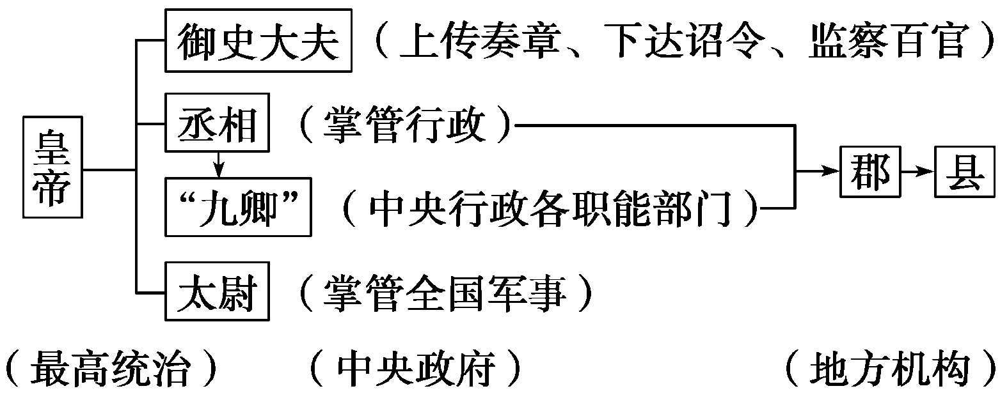 御史大夫（上传奏章、下达诏令、监察百官）
丞相（掌管行政）
皇帝
郡
县
“九卿”（中央行政各职能部门）
太尉（掌管全国军事）
（最高统治）（中央政府）（地方机构）